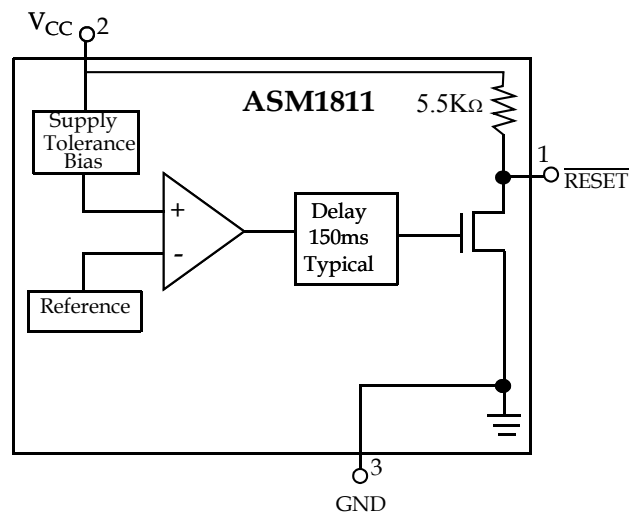 VCC 2
ASM1811
5.5KΩ
Supply
Tolerance
Bias
1
RESET
+
Delay
150ms
Typical
-
Reference
3
GND